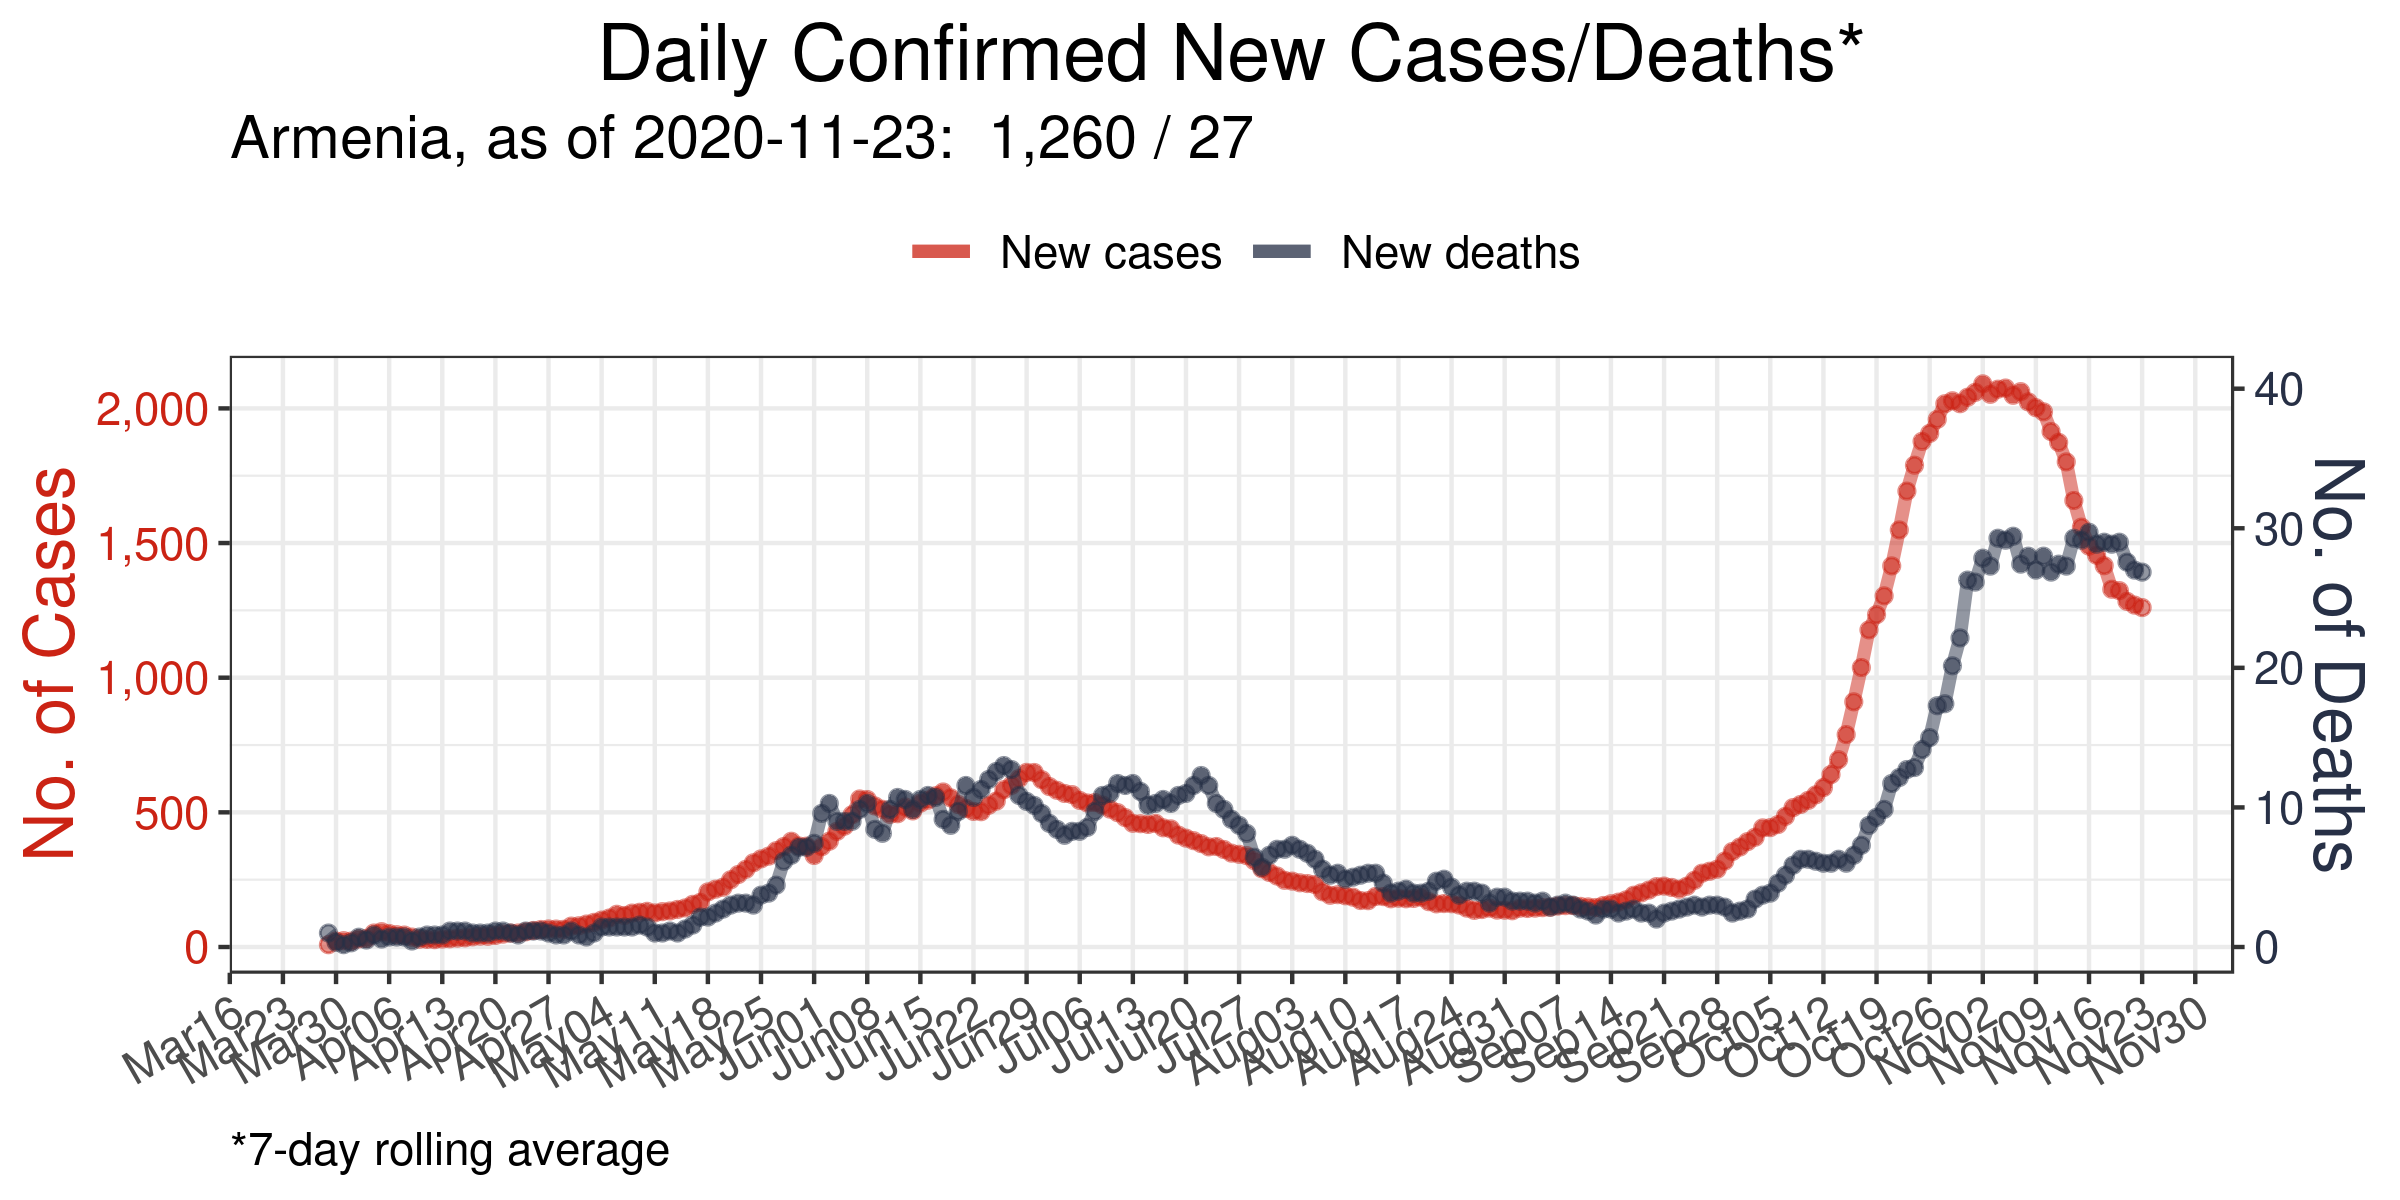 Daily Confirmed New Cases/Deaths*
Armenia, as of 2020-11-23:  1,260 / 27
New cases New deaths
No. of Cases
2,000
1,500
1,000
500
0
40
30
20
10
0
No. of Deaths
Mar16 Mar23 Mar30 Apr06 Apr13 Apr20 Apr27 May04 May11 May18 May25 Jun01 Jun08 Jun15 Jun22 Jun29 Jul06 Jul13 Jul20 Jul27 Aug03 Aug10 Aug17 Aug24 Aug31 Sep07 Sep14 Sep21 Sep28 Oct05 Oct12 Oct19 Oct26 Nov02 Nov09 Nov16 Nov23 Nov30
*7-day rolling average